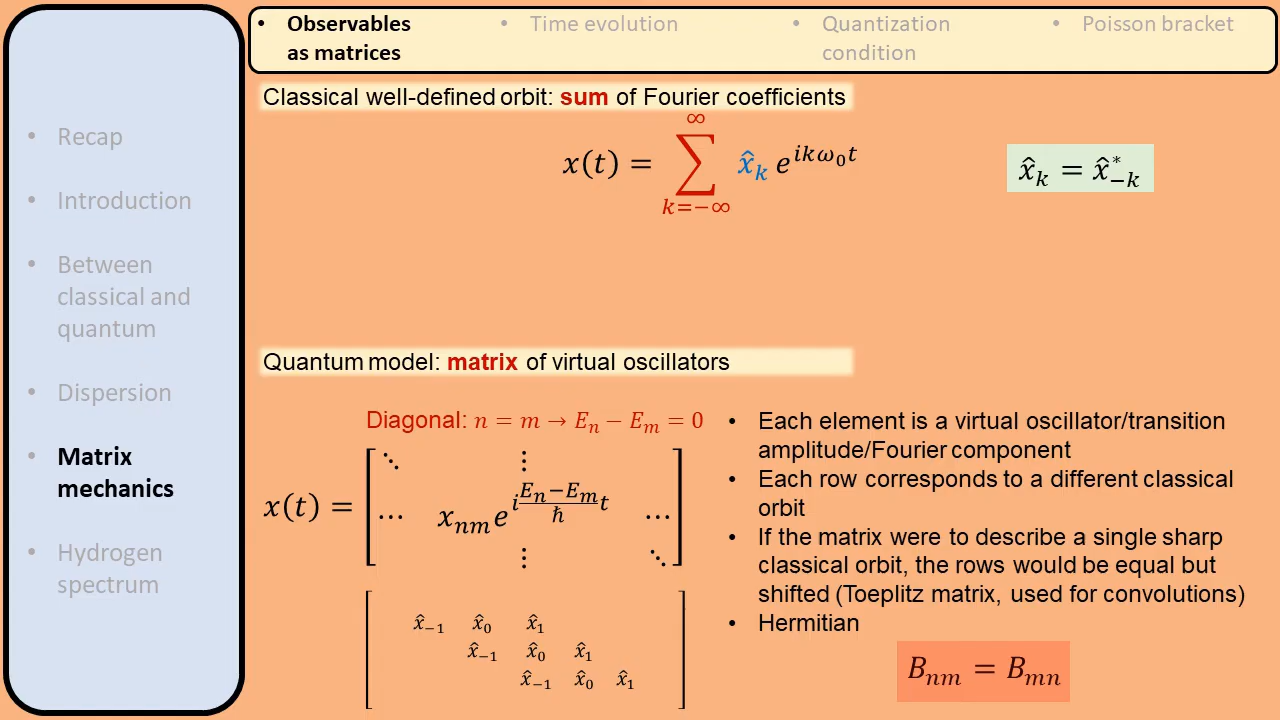 • Observables
as matrices
• Time evolution
• Quantization
condition
• Poisson bracket
• Recap
• Introduction
• Between
classical and
quantum
• Dispersion
• Matrix
mechanics
• Hydrogen
spectrum
Classical well-defined orbit: sum of Fourier coefficients
x(t) = ∑_{k=−∞}^{∞} x̂_k e^{ikω₀t}
x̂_k = x̂*_{−k}
Quantum model: matrix of virtual oscillators
Diagonal: n = m → E_n − E_m = 0
x(t) = [ ⋱ ⋮
⋯ x_{nm} e^{i (E_n−E_m)/ħ t} ⋯
⋮ ⋱ ]
x̂_{−1} x̂_0 x̂_1
x̂_{−1} x̂_0 x̂_1
x̂_{−1} x̂_0 x̂_1
• Each element is a virtual oscillator/transition
amplitude/Fourier component
• Each row corresponds to a different classical
orbit
• If the matrix were to describe a single sharp
classical orbit, the rows would be equal but
shifted (Toeplitz matrix, used for convolutions)
• Hermitian
B_{nm} = B_{mn}